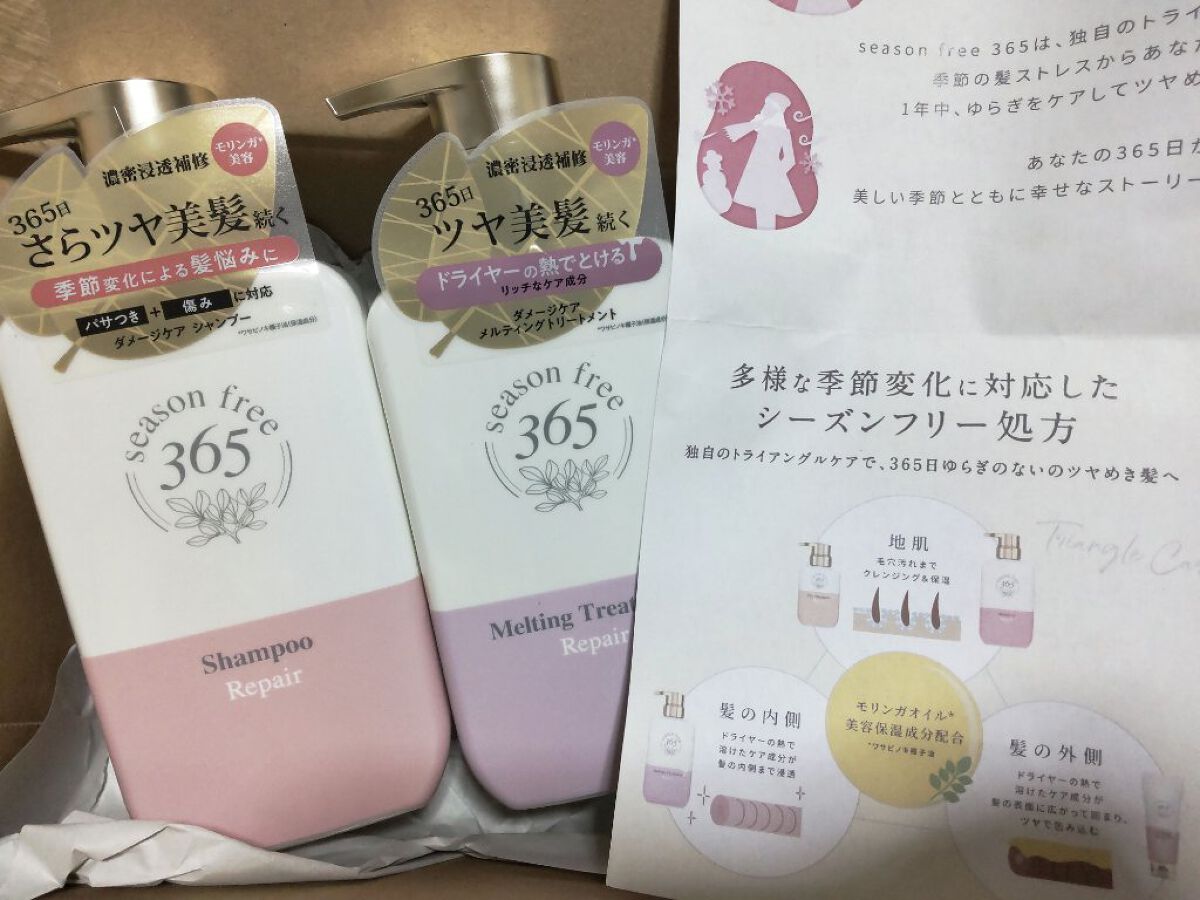 濃密浸透補修
モリンガ*
美容
365日
さらツヤ美髪続く
季節変化による髪悩みに
パサつき + 傷み に対応
ダメージケア シャンプー
*ワサビノキ種子油(保湿成分)
season free
365
Shampoo
Repair
濃密浸透補修
モリンガ*
美容
365日
ツヤ美髪続く
ドライヤーの熱でとける
リッチなケア成分
ダメージケア
メルティングトリートメント
*ワサビノキ種子油(保湿成分)
season free
365
Melting Treat
Repair
season free 365は、独自のトライ
季節の髪ストレスからあなた
1年中、ゆらぎをケアしてツヤめ
あなたの365日が
美しい季節とともに幸せなストーリー
多様な季節変化に対応した
シーズンフリー処方
独自のトライアングルケアで、365日ゆらぎのないのツヤめき髪へ
Triangle Ca
地肌
毛穴汚れまで
クレンジング&保湿
モリンガオイル*
美容保湿成分配合
*ワサビノキ種子油
髪の内側
ドライヤーの熱で
溶けたケア成分が
髪の内側まで浸透
髪の外側
ドライヤーの熱で
溶けたケア成分が
髪の表面に広がって固まり、
ツヤで包み込む